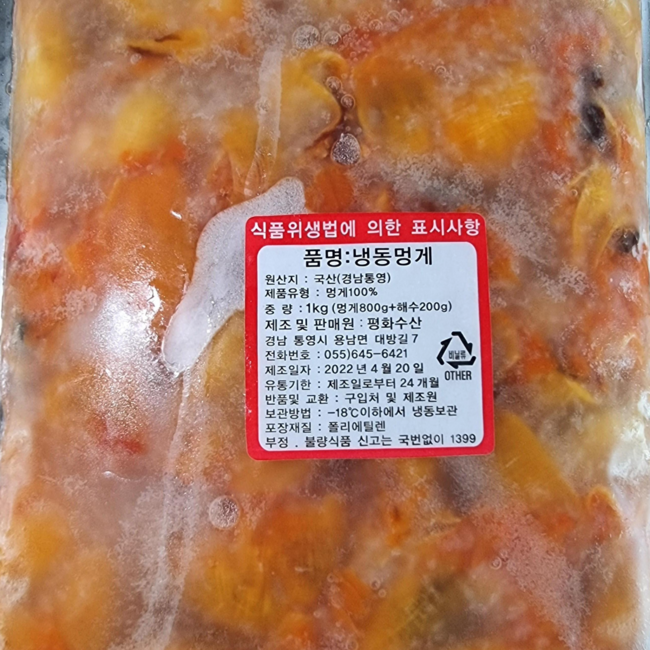 식품위생법에 의한 표시사항
품명:냉동멍게
원산지 : 국산(경남통영)
제품유형 : 멍게100%
중 량 : 1kg (멍게800g+해수200g)
제조 및 판매원 : 평화수산
경남 통영시 용남면 대방길 7
전화번호 : 055)645-6421
제조일자 : 2022 년 4 월 20 일
유통기한 : 제조일로부터 24 개월
반품및 교환 : 구입처 및 제조원
보관방법 : -18℃이하에서 냉동보관
포장재질 : 폴리에틸렌
부정 . 불량식품 신고는 국번없이 1399
비닐류
OTHER